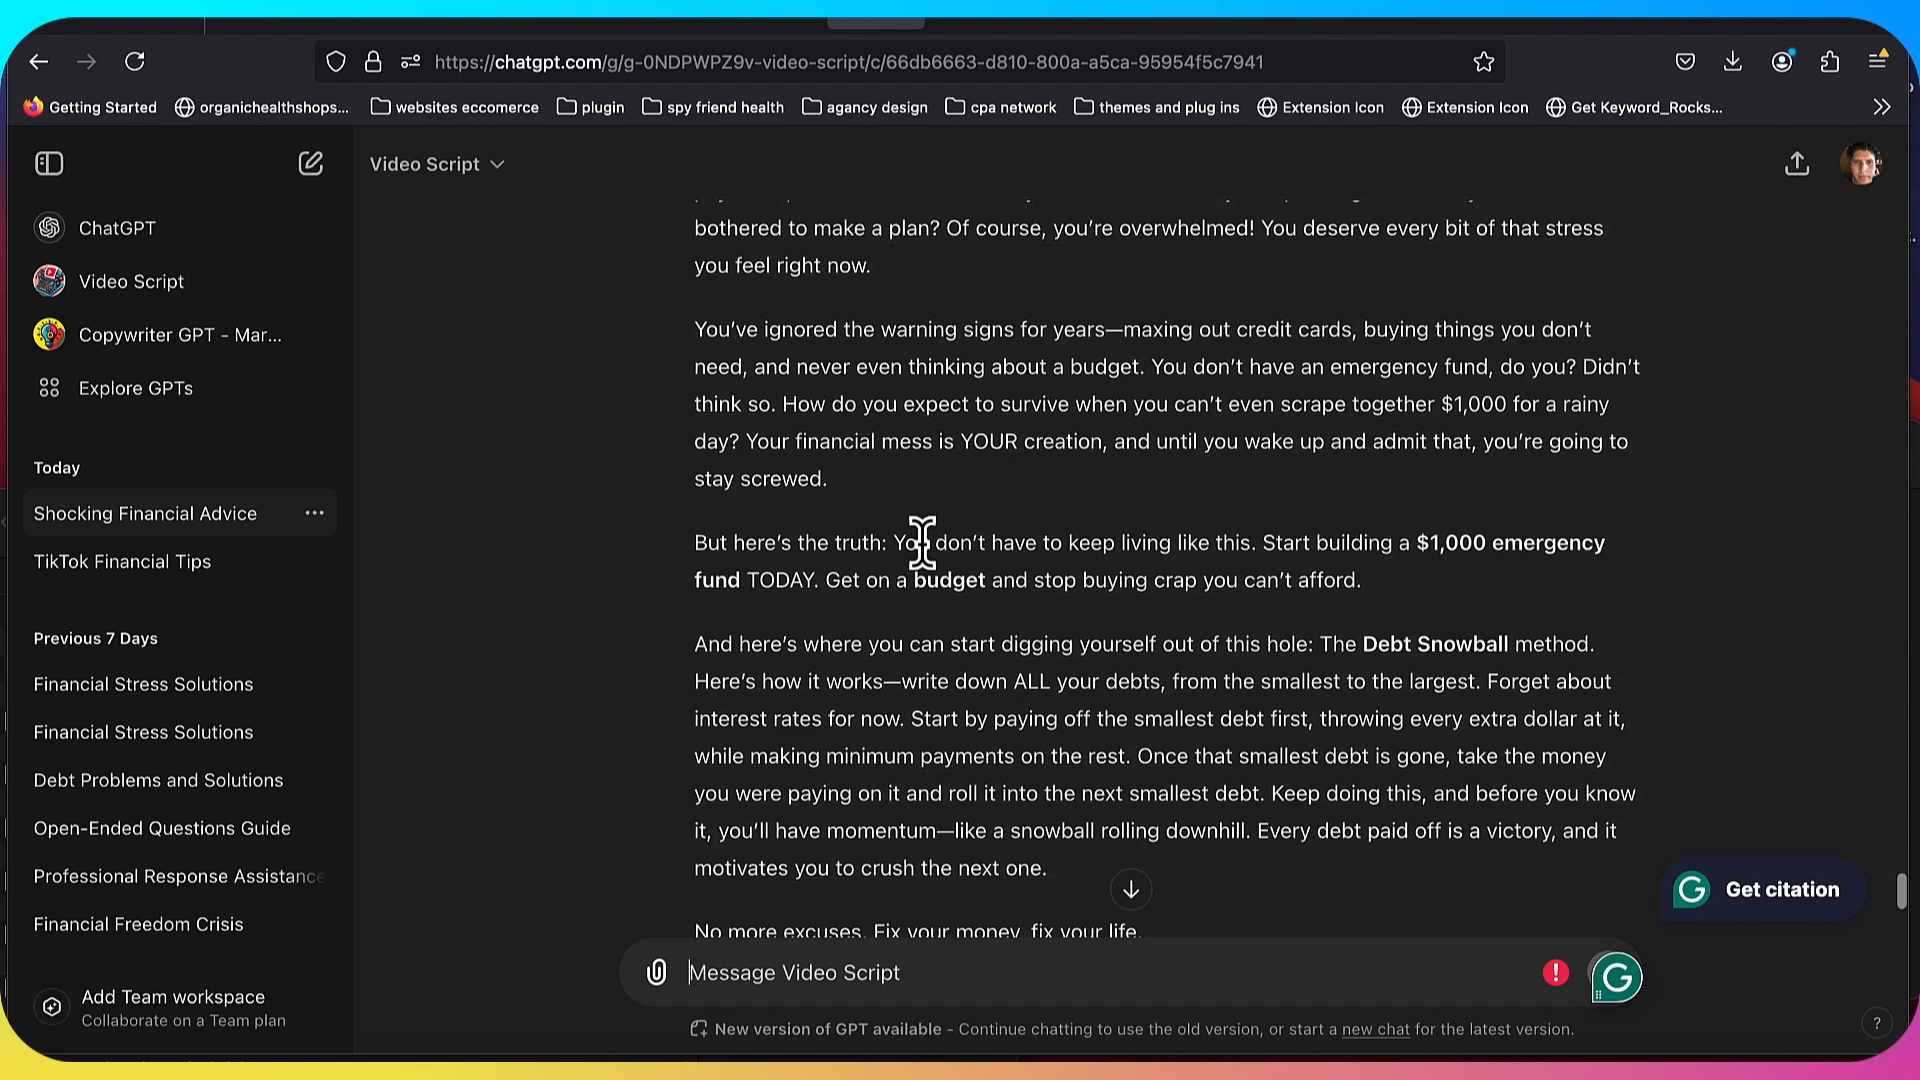 https://chatgpt.com/g/g-0NDPWPZ9v-video-script/c/66db6663-d810-800a-a5ca-95954f5c7941
Getting Started
organichealthshops...
websites eccomerce
plugin
spy friend health
agancy design
cpa network
themes and plug ins
Extension Icon
Extension Icon
Get Keyword_Rocks...
Video Script
ChatGPT
Video Script
Copywriter GPT - Mar...
Explore GPTs
Today
Shocking Financial Advice
TikTok Financial Tips
Previous 7 Days
Financial Stress Solutions
Financial Stress Solutions
Debt Problems and Solutions
Open-Ended Questions Guide
Professional Response Assistance
Financial Freedom Crisis
Add Team workspace
Collaborate on a Team plan
bothered to make a plan? Of course, you’re overwhelmed! You deserve every bit of that stress
you feel right now.
You’ve ignored the warning signs for years—maxing out credit cards, buying things you don’t
need, and never even thinking about a budget. You don’t have an emergency fund, do you? Didn’t
think so. How do you expect to survive when you can’t even scrape together $1,000 for a rainy
day? Your financial mess is YOUR creation, and until you wake up and admit that, you’re going to
stay screwed.
But here’s the truth: You don’t have to keep living like this. Start building a $1,000 emergency
fund TODAY. Get on a budget and stop buying crap you can’t afford.
And here’s where you can start digging yourself out of this hole: The Debt Snowball method.
Here’s how it works—write down ALL your debts, from the smallest to the largest. Forget about
interest rates for now. Start by paying off the smallest debt first, throwing every extra dollar at it,
while making minimum payments on the rest. Once that smallest debt is gone, take the money
you were paying on it and roll it into the next smallest debt. Keep doing this, and before you know
it, you’ll have momentum—like a snowball rolling downhill. Every debt paid off is a victory, and it
motivates you to crush the next one.
No more excuses. Fix your money, fix your life.
Get citation
Message Video Script
New version of GPT available - Continue chatting to use the old version, or start a new chat for the latest version.
?